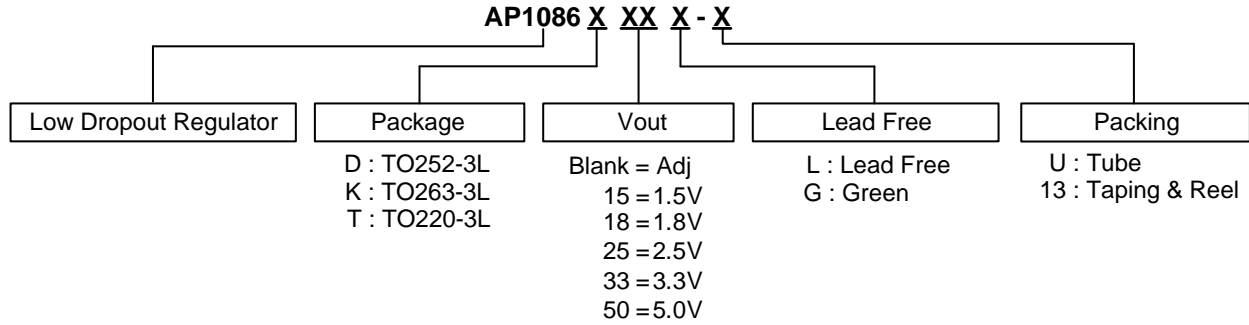 AP1086 X XX X - X
Low Dropout Regulator
Package
D : TO252-3L
K : TO263-3L
T : TO220-3L
Vout
Blank = Adj
15 = 1.5V
18 = 1.8V
25 = 2.5V
33 = 3.3V
50 = 5.0V
Lead Free
L : Lead Free
G : Green
Packing
U : Tube
13 : Taping & Reel